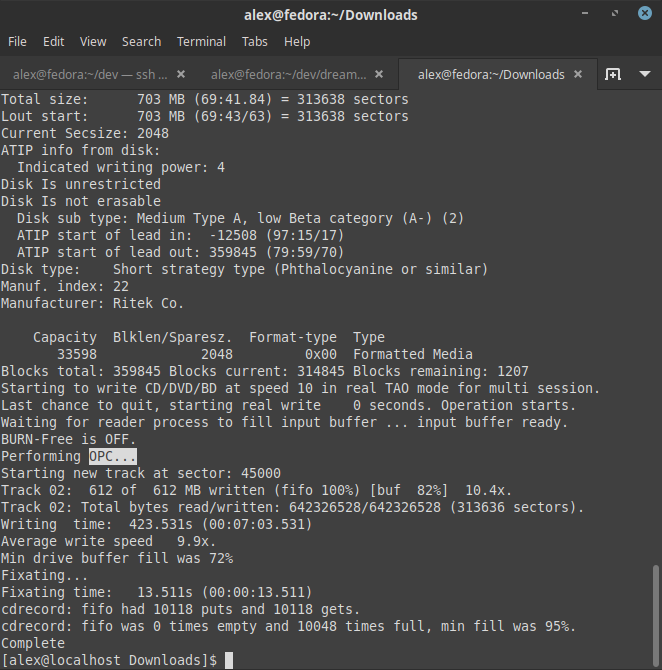 alex@fedora:~/Downloads
File Edit View Search Terminal Tabs Help
alex@fedora:~/dev — ssh ... × alex@fedora:~/dev/dream... × alex@fedora:~/Downloads ×
Total size:      703 MB (69:41.84) = 313638 sectors
Lout start:      703 MB (69:43/63) = 313638 sectors
Current Secsize: 2048
ATIP info from disk:
  Indicated writing power: 4
Disk Is unrestricted
Disk Is not erasable
  Disk sub type: Medium Type A, low Beta category (A-) (2)
  ATIP start of lead in:  -12508 (97:15/17)
  ATIP start of lead out: 359845 (79:59/70)
Disk type:    Short strategy type (Phthalocyanine or similar)
Manuf. index: 22
Manufacturer: Ritek Co.
    Capacity  Blklen/Sparesz.  Format-type  Type
       33598             2048         0x00  Formatted Media
Blocks total: 359845 Blocks current: 314845 Blocks remaining: 1207
Starting to write CD/DVD/BD at speed 10 in real TAO mode for multi session.
Last chance to quit, starting real write    0 seconds. Operation starts.
Waiting for reader process to fill input buffer ... input buffer ready.
BURN-Free is OFF.
Performing OPC...
Starting new track at sector: 45000
Track 02:  612 of  612 MB written (fifo 100%) [buf  82%]  10.4x.
Track 02: Total bytes read/written: 642326528/642326528 (313636 sectors).
Writing  time:  423.531s (00:07:03.531)
Average write speed   9.9x.
Min drive buffer fill was 72%
Fixating...
Fixating time:   13.511s (00:00:13.511)
cdrecord: fifo had 10118 puts and 10118 gets.
cdrecord: fifo was 0 times empty and 10048 times full, min fill was 95%.
Complete
[alex@localhost Downloads]$